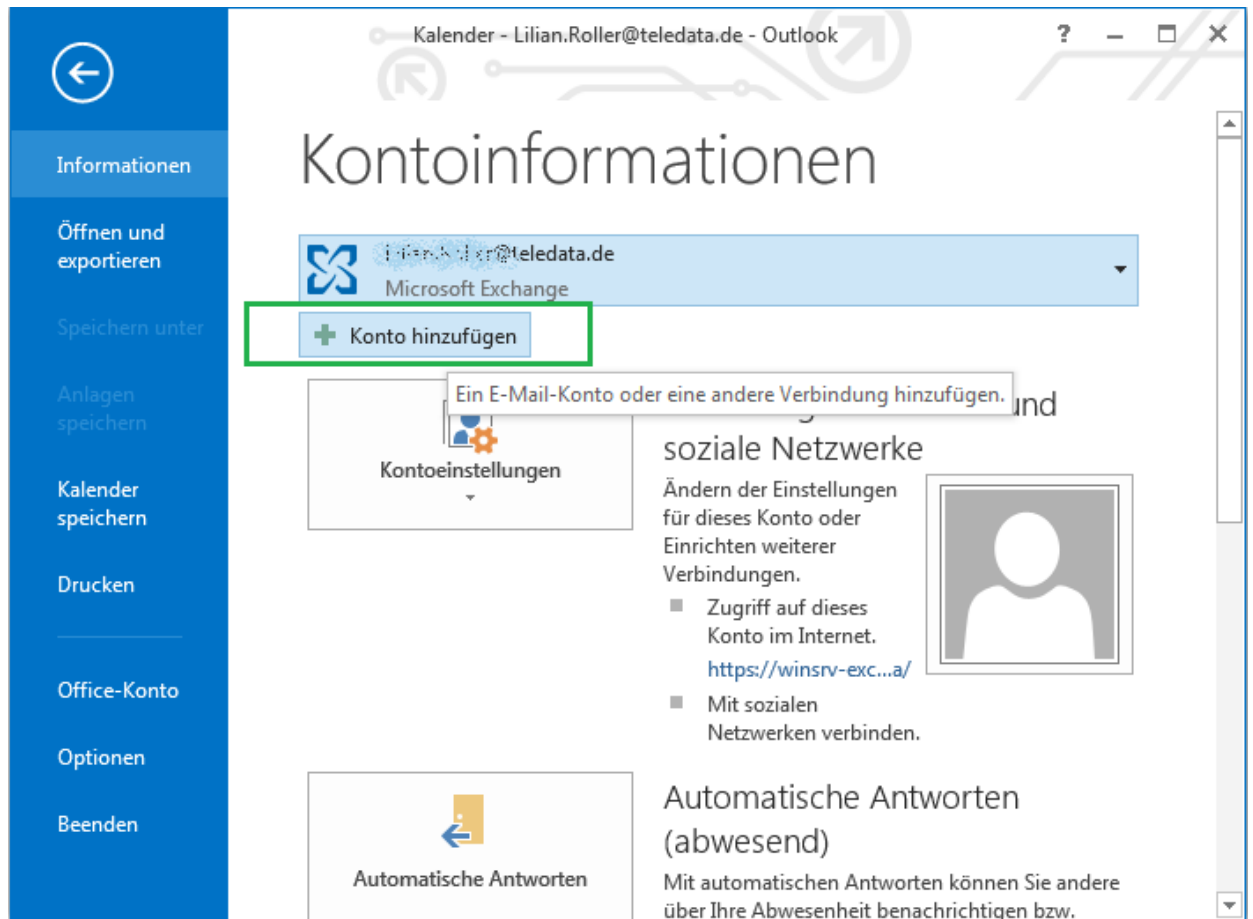 Kalender - Lilian.Roller@teledata.de - Outlook
?
Informationen
Öffnen und
exportieren
Speichern unter
Anlagen
speichern
Kalender
speichern
Drucken
Office-Konto
Optionen
Beenden
Kontoinformationen
@teledata.de
Microsoft Exchange
Konto hinzufügen
Ein E-Mail-Konto oder eine andere Verbindung hinzufügen.
Kontoeinstellungen
und
soziale Netzwerke
Ändern der Einstellungen
für dieses Konto oder
Einrichten weiterer
Verbindungen.
Zugriff auf dieses
Konto im Internet.
https://winsrv-exc...a/
Mit sozialen
Netzwerken verbinden.
Automatische Antworten
Automatische Antworten
(abwesend)
Mit automatischen Antworten können Sie andere
über Ihre Abwesenheit benachrichtigen bzw.